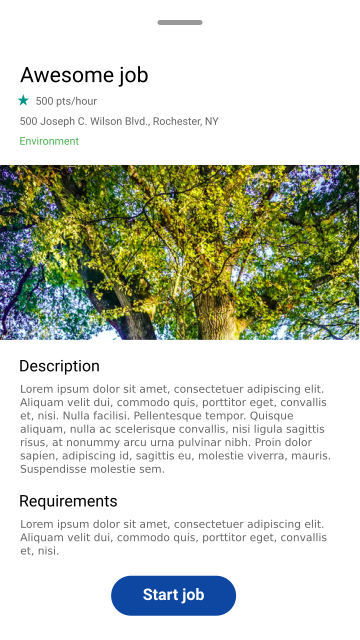 Awesome job
500 pts/hour
500 Joseph C. Wilson Blvd., Rochester, NY
Environment
Description
Lorem ipsum dolor sit amet, consectetuer adipiscing elit.
Aliquam velit dui, commodo quis, porttitor eget, convallis
et, nisi. Nulla facilisi. Pellentesque tempor. Quisque
aliquam, nulla ac scelerisque convallis, nisi ligula sagittis
risus, at nonummy arcu urna pulvinar nibh. Proin dolor
sapien, adipiscing id, sagittis eu, molestie viverra, mauris.
Suspendisse molestie sem.
Requirements
Lorem ipsum dolor sit amet, consectetuer adipiscing elit.
Aliquam velit dui, commodo quis, porttitor eget, convallis
et, nisi.
Start job